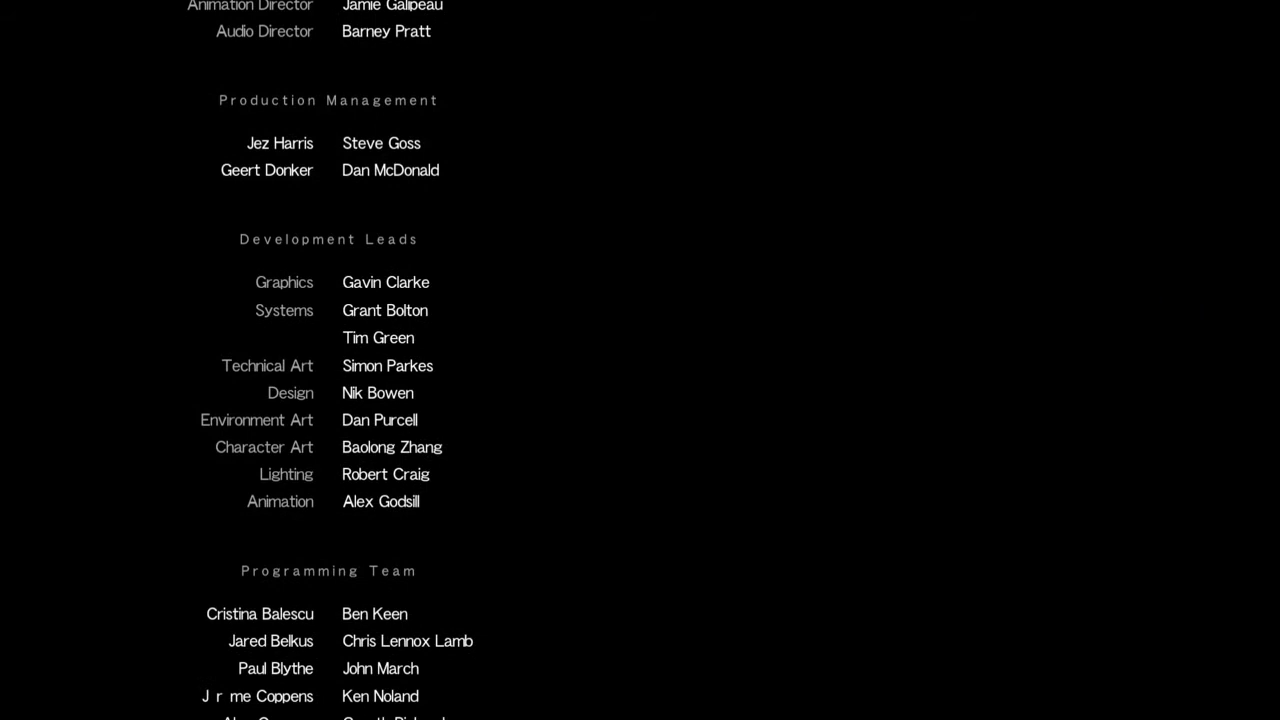 Animation Director Jamie Galipeau
Audio Director Barney Pratt
Production Management
Jez Harris Steve Goss
Geert Donker Dan McDonald
Development Leads
Graphics Gavin Clarke
Systems Grant Bolton
Tim Green
Technical Art Simon Parkes
Design Nik Bowen
Environment Art Dan Purcell
Character Art Baolong Zhang
Lighting Robert Craig
Animation Alex Godsill
Programming Team
Cristina Balescu Ben Keen
Jared Belkus Chris Lennox Lamb
Paul Blythe John March
J r me Coppens Ken Noland